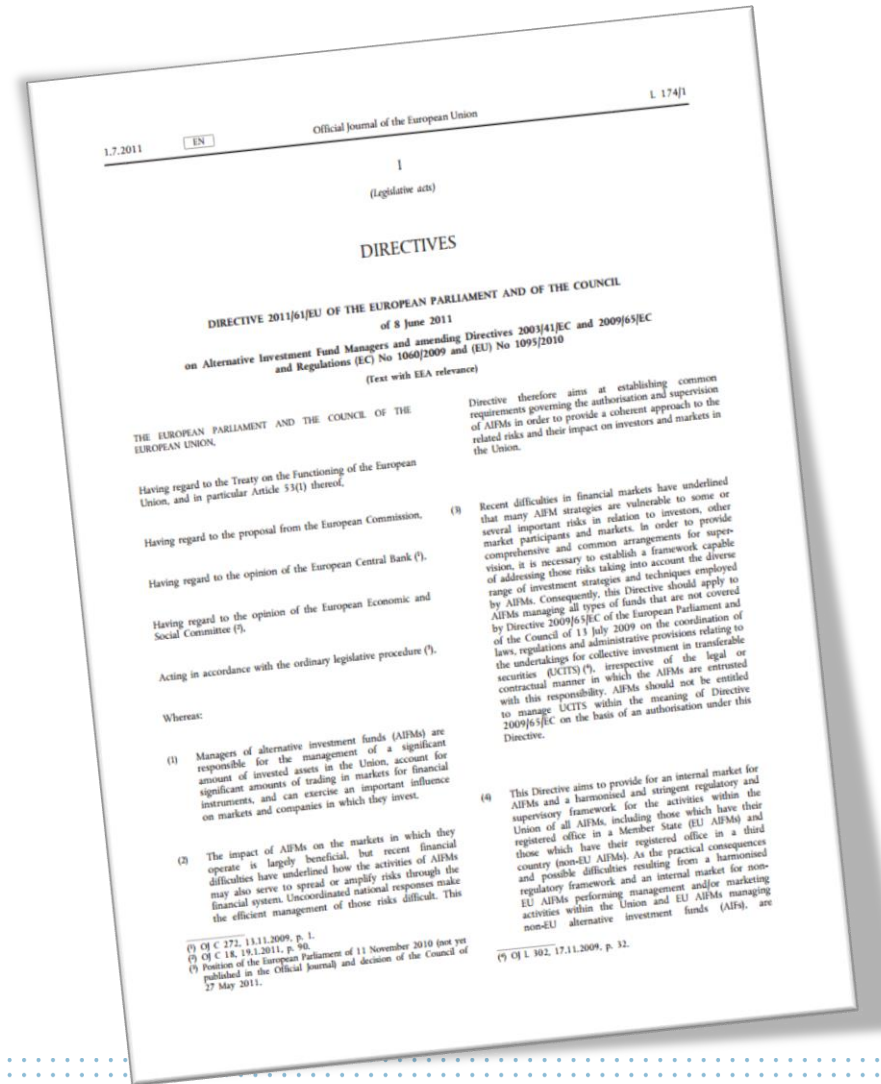 1.7.2011
EN
Official Journal of the European Union
L 174/1
I
(Legislative acts)
DIRECTIVES
DIRECTIVE 2011/61/EU OF THE EUROPEAN PARLIAMENT AND OF THE COUNCIL
of 8 June 2011
on Alternative Investment Fund Managers and amending Directives 2003/41/EC and 2009/65/EC
and Regulations (EC) No 1060/2009 and (EU) No 1095/2010
(Text with EEA relevance)
THE EUROPEAN PARLIAMENT AND THE COUNCIL OF THE
EUROPEAN UNION,
Having regard to the Treaty on the Functioning of the European
Union, and in particular Article 53(1) thereof,
Having regard to the proposal from the European Commission,
Having regard to the opinion of the European Central Bank (¹),
Having regard to the opinion of the European Economic and
Social Committee (²),
Acting in accordance with the ordinary legislative procedure (³),
Whereas:
(1) Managers of alternative investment funds (AIFMs) are
responsible for the management of a significant
amount of invested assets in the Union, account for
significant amounts of trading in markets for financial
instruments, and can exercise an important influence
on markets and companies in which they invest.
(2) The impact of AIFMs on the markets in which they
operate is largely beneficial, but recent financial
difficulties have underlined how the activities of AIFMs
may also serve to spread or amplify risks through the
financial system. Uncoordinated national responses make
the efficient management of those risks difficult. This
(¹) OJ C 272, 13.11.2009, p. 1.
(²) OJ C 18, 19.1.2011, p. 90.
(³) Position of the European Parliament of 11 November 2010 (not yet
published in the Official Journal) and decision of the Council of
27 May 2011.
Directive therefore aims at establishing common
requirements governing the authorisation and supervision
of AIFMs in order to provide a coherent approach to the
related risks and their impact on investors and markets in
the Union.
(3) Recent difficulties in financial markets have underlined
that many AIFM strategies are vulnerable to some or
several important risks in relation to investors, other
market participants and markets. In order to provide
comprehensive and common arrangements for super-
vision, it is necessary to establish a framework capable
of addressing those risks taking into account the diverse
range of investment strategies and techniques employed
by AIFMs. Consequently, this Directive should apply to
AIFMs managing all types of funds that are not covered
by Directive 2009/65/EC of the European Parliament and
of the Council of 13 July 2009 on the coordination of
laws, regulations and administrative provisions relating to
the undertakings for collective investment in transferable
securities (UCITS) (⁴), irrespective of the legal or
contractual manner in which the AIFMs are entrusted
with this responsibility. AIFMs should not be entitled
to manage UCITS within the meaning of Directive
2009/65/EC on the basis of an authorisation under this
Directive.
(4) This Directive aims to provide for an internal market for
AIFMs and a harmonised and stringent regulatory and
supervisory framework for the activities within the
Union of all AIFMs, including those which have their
registered office in a Member State (EU AIFMs) and
those which have their registered office in a third
country (non-EU AIFMs). As the practical consequences
and possible difficulties resulting from a harmonised
regulatory framework and an internal market for non-
EU AIFMs performing management and/or marketing
activities within the Union and EU AIFMs managing
non-EU alternative investment funds (AIFs), are
(⁴) OJ L 302, 17.11.2009, p. 32.